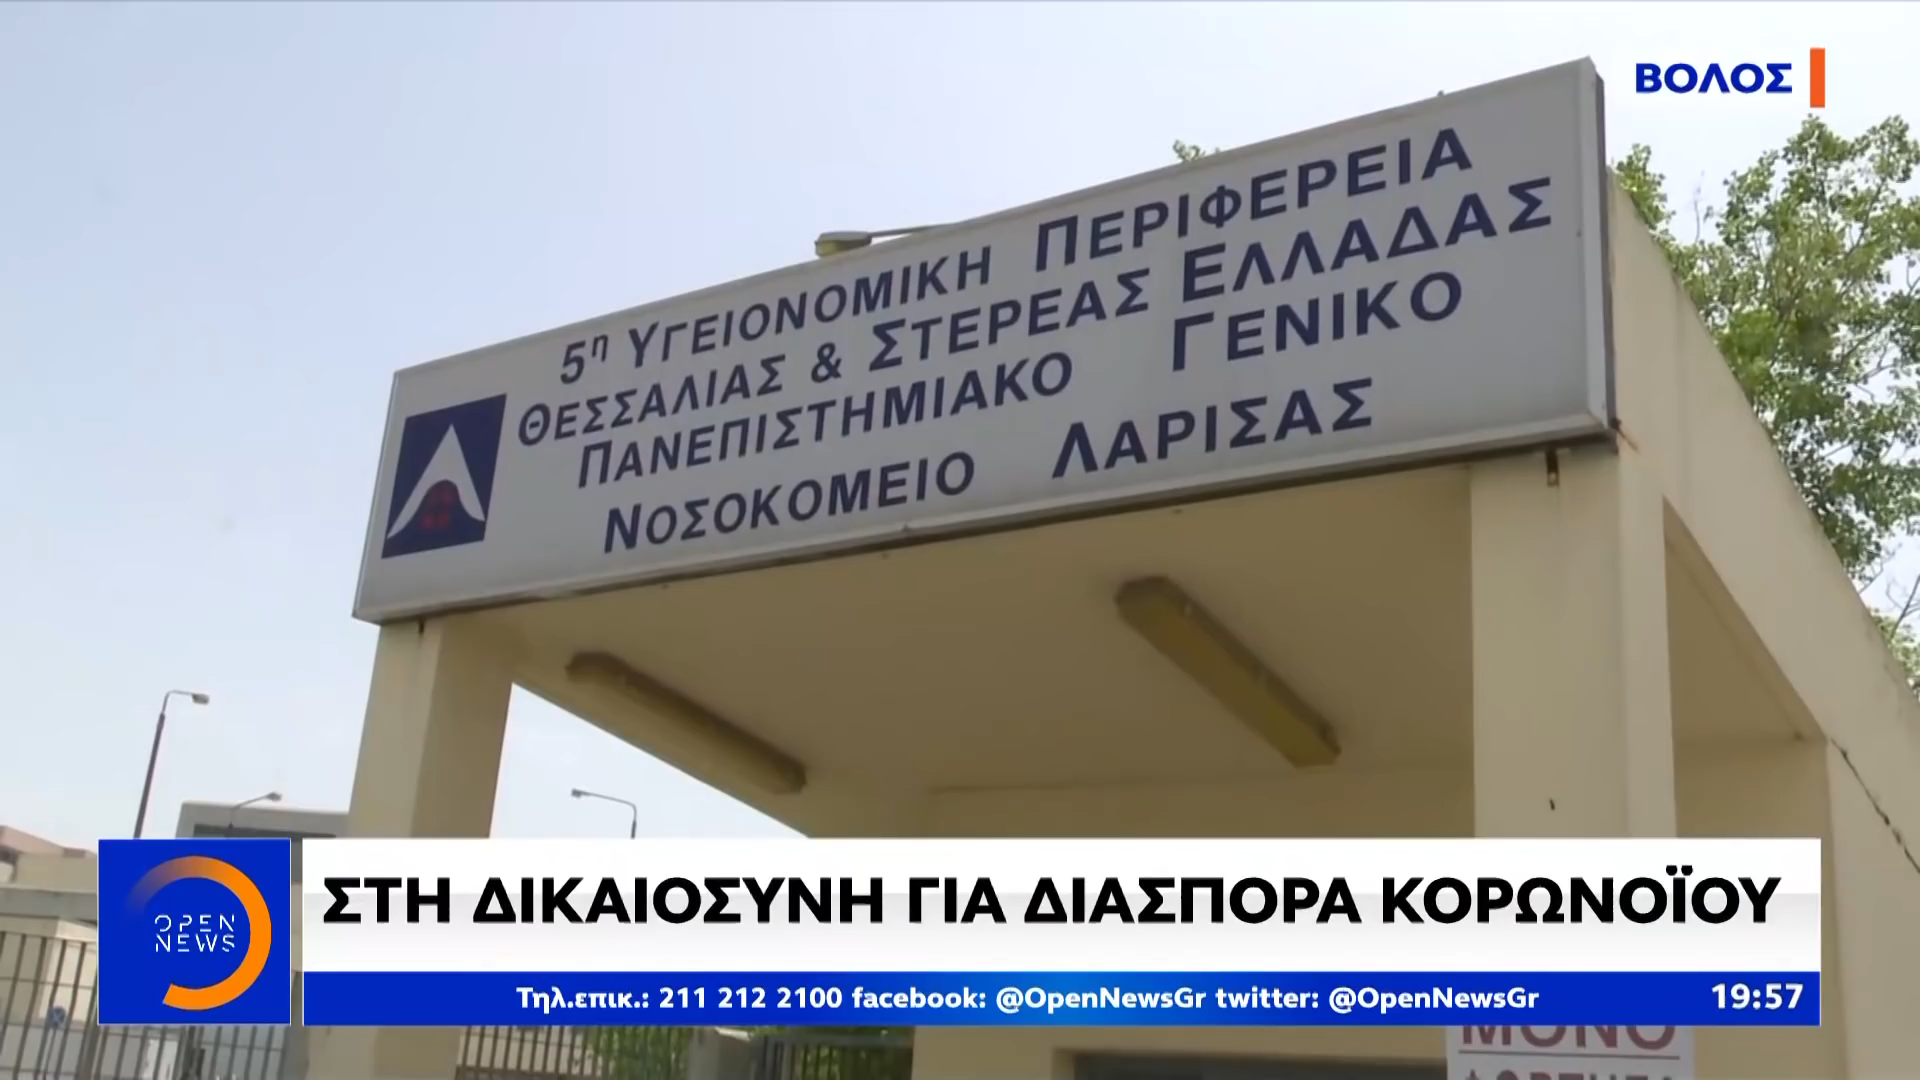 ΒΟΛΟΣ
5η ΥΓΕΙΟΝΟΜΙΚΗ ΠΕΡΙΦΕΡΕΙΑ
ΘΕΣΣΑΛΙΑΣ & ΣΤΕΡΕΑΣ ΕΛΛΑΔΑΣ
ΠΑΝΕΠΙΣΤΗΜΙΑΚΟ ΓΕΝΙΚΟ
ΝΟΣΟΚΟΜΕΙΟ ΛΑΡΙΣΑΣ
OPEN
NEWS
ΣΤΗ ΔΙΚΑΙΟΣΥΝΗ ΓΙΑ ΔΙΑΣΠΟΡΑ ΚΟΡΩΝΟΪΟΥ
Τηλ.επικ.: 211 212 2100 facebook: @OpenNewsGr twitter: @OpenNewsGr
19:57
ΜΟΝΟ